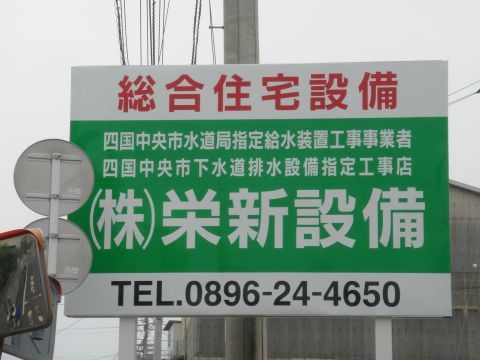 総合住宅設備
四国中央市水道局指定給水装置工事事業者
四国中央市下水道排水設備指定工事店
(株)栄新設備
TEL.0896-24-4650